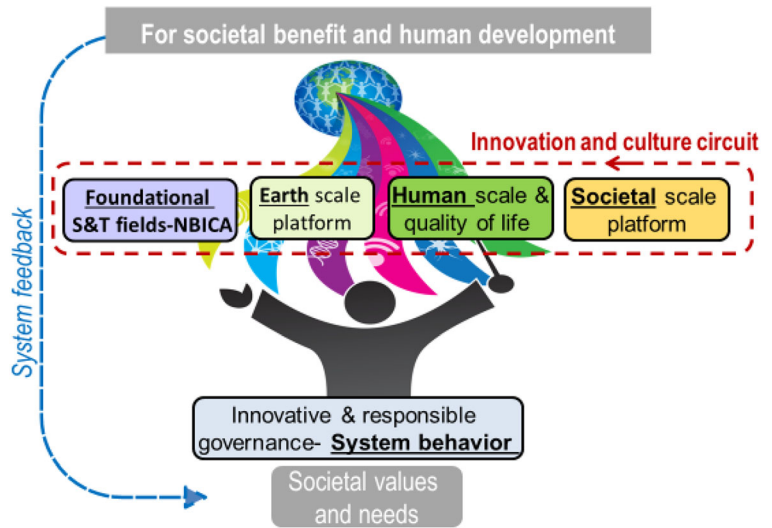 For societal benefit and human development
Innovation and culture circuit
Foundational
S&T fields-NBICA
Earth scale
platform
Human scale &
quality of life
Societal scale
platform
System feedback
Innovative & responsible
governance- System behavior
Societal values
and needs